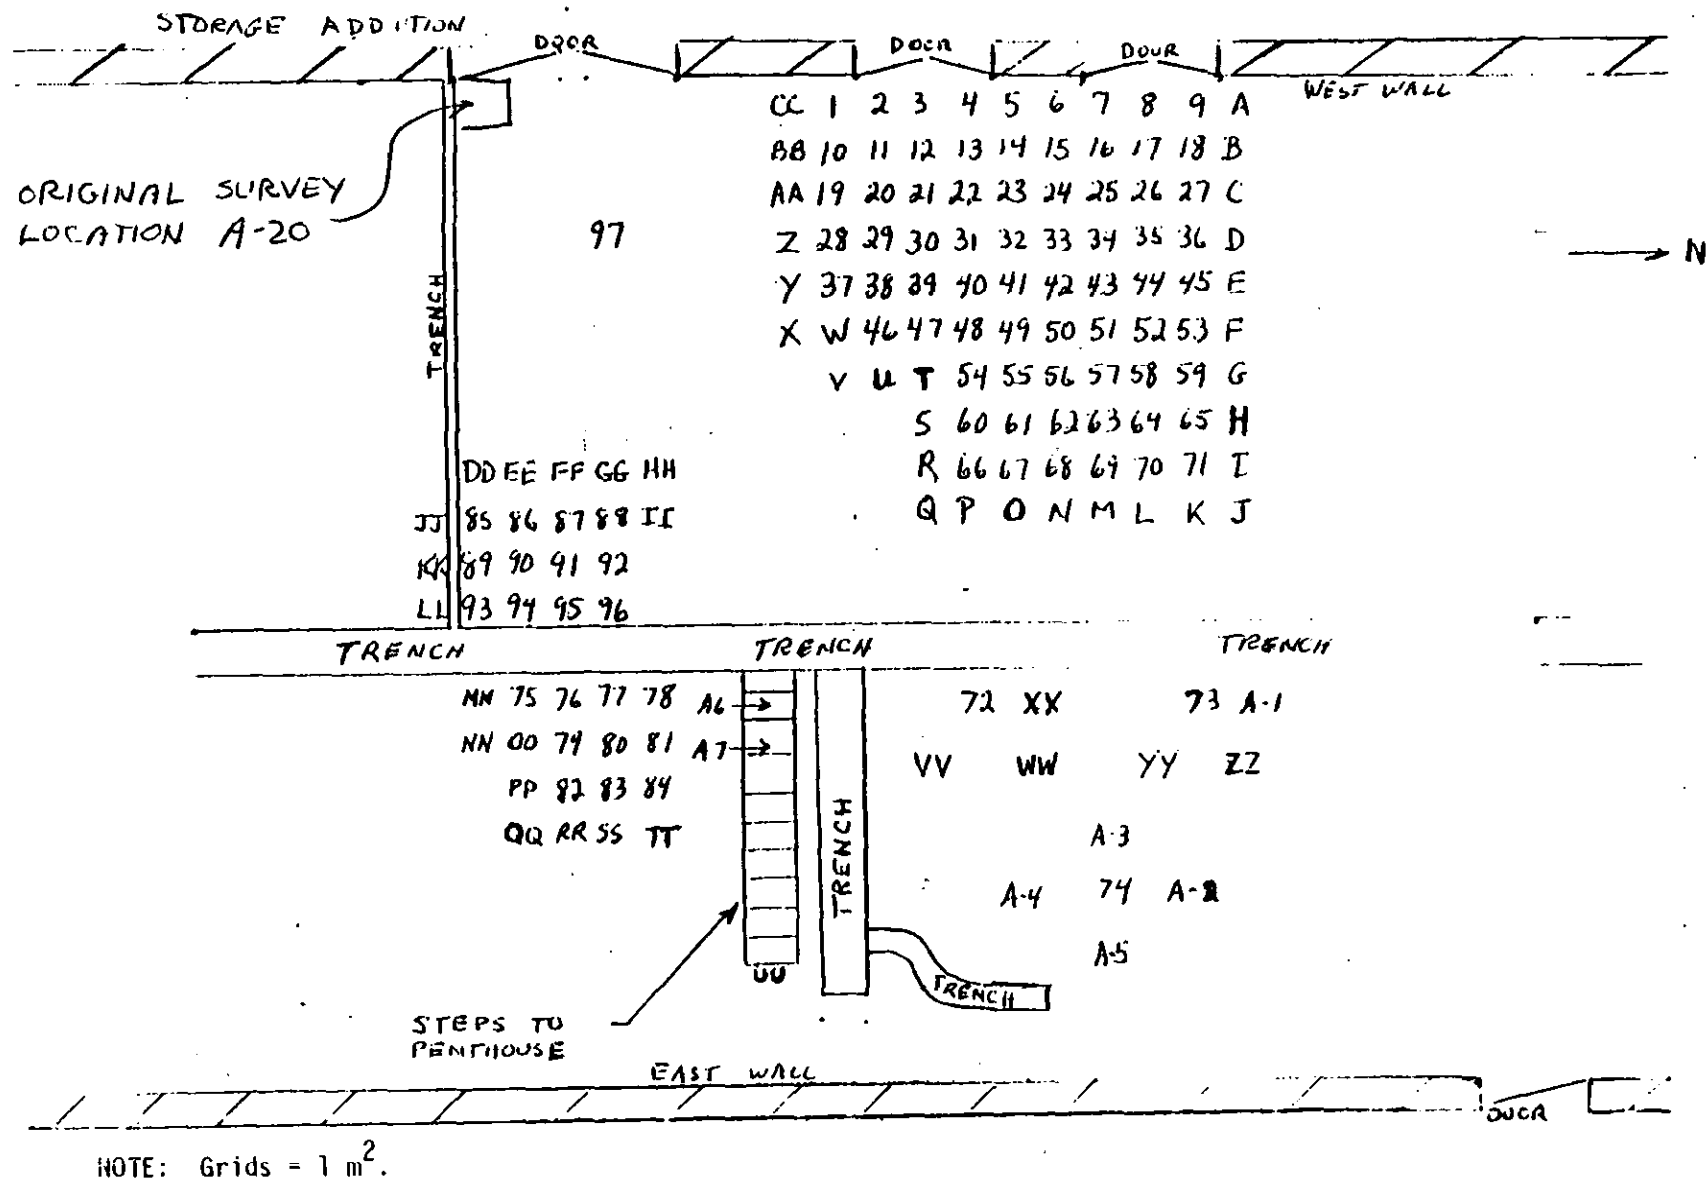 STORAGE ADDITION
DOOR DOOR DOOR
WEST WALL
CC 1 2 3 4 5 6 7 8 9 A
BB 10 11 12 13 14 15 16 17 18 B
ORIGINAL SURVEY
LOCATION A-20
AA 19 20 21 22 23 24 25 26 27 C
97
Z 28 29 30 31 32 33 34 35 36 D
N
Y 37 38 39 40 41 42 43 44 45 E
TRENCH
X W 46 47 48 49 50 51 52 53 F
V U T 54 55 56 57 58 59 G
S 60 61 62 63 64 65 H
DD EE FF GG HH
R 66 67 68 69 70 71 I
JJ 85 86 87 88 II
Q P O N M L K J
KK 89 90 91 92
LL 93 94 95 96
TRENCH TRENCH TRENCH
MM 75 76 77 78 A6
72 XX 73 A-1
NN OO 79 80 81 A7
VV WW YY ZZ
PP 82 83 84
QQ RR SS TT
TRENCH
A-3
A-4 74 A-2
A-5
UU
TRENCH
STEPS TO
PENTHOUSE
EAST WALL
DOOR
NOTE: Grids = 1 m².